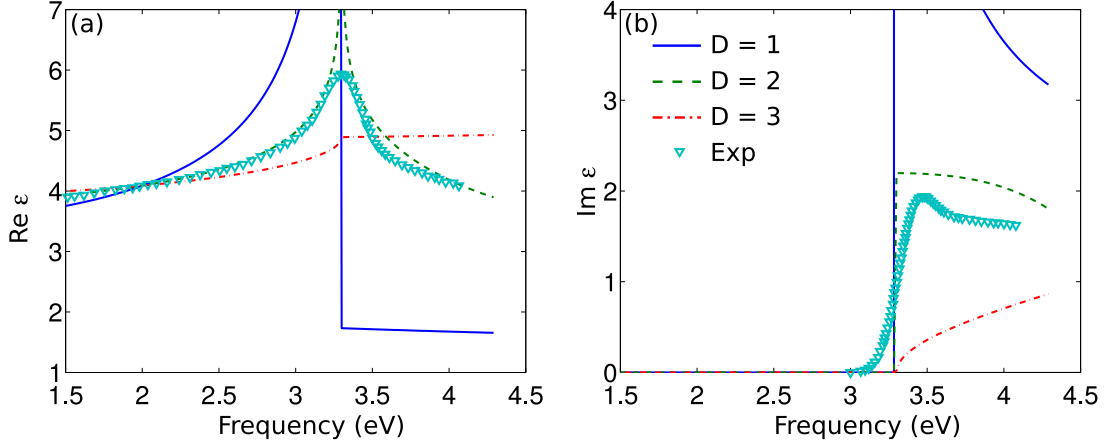 (a)
Re ε
7
6
5
4
3
2
1
1.5 2 2.5 3 3.5 4 4.5
Frequency (eV)
(b)
Im ε
4
3
2
1
0
D = 1
D = 2
D = 3
Exp
1.5 2 2.5 3 3.5 4 4.5
Frequency (eV)